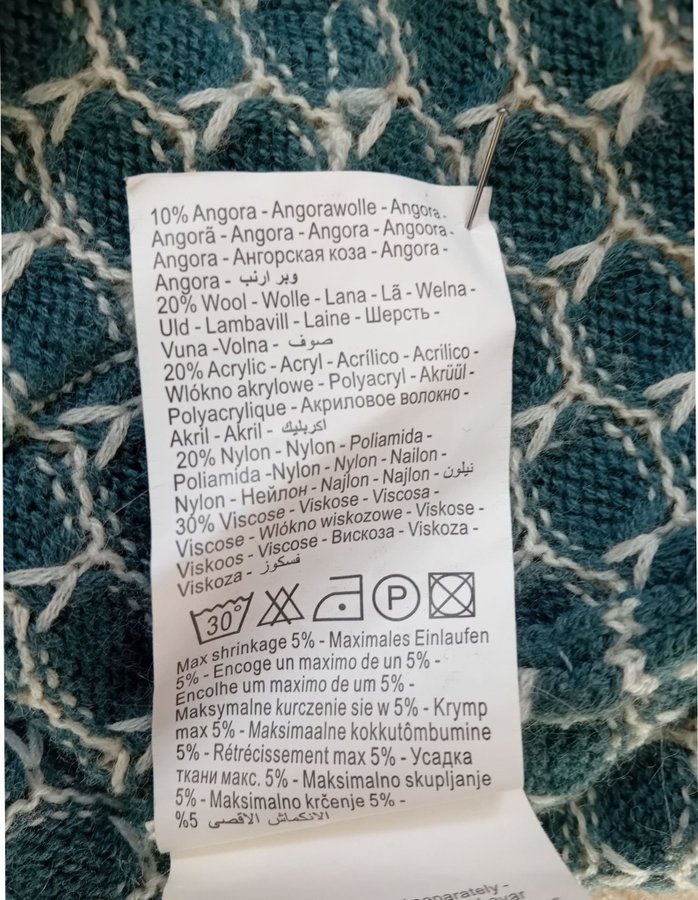 10% Angora - Angorawolle - Angora -
Angorã - Angora - Angora - Angoora -
Angora - Ангорская коза - Angora -
Angora - وبر ارنب
20% Wool - Wolle - Lana - Lã - Welna -
Uld - Lambavill - Laine - Шерсть -
Vuna -Volna - صوف
20% Acrylic - Acryl - Acrílico - Acrilico -
Wlókno akrylowe - Polyacryl - Akrüül -
Polyacrylique - Акриловое волокно -
Akril - Akril - اكريليك
20% Nylon - Nylon - Poliamida -
Poliamida -Nylon - Nylon - Nailon -
Nylon - Нейлон - Najlon - Najlon - نيلون
30% Viscose - Viskose - Viscosa -
Viscose - Wlókno wiskozowe - Viskose -
Viskoos - Viscose - Вискоза - Viskoza -
Viskoza - فسكوز
30° P
Max shrinkage 5% - Maximales Einlaufen
5% - Encoge un maximo de un 5% -
Encolhe um maximo de um 5% -
Maksymalne kurczenie sie w 5% - Krymp
max 5% - Maksimaalne kokkutõmbumine
5% - Rétrécissement max 5% - Усадка
ткани макс. 5% - Maksimalno skupljanje
5% - Maksimalno krčenje 5% -
الانكماش الاقصى 5%
separately -